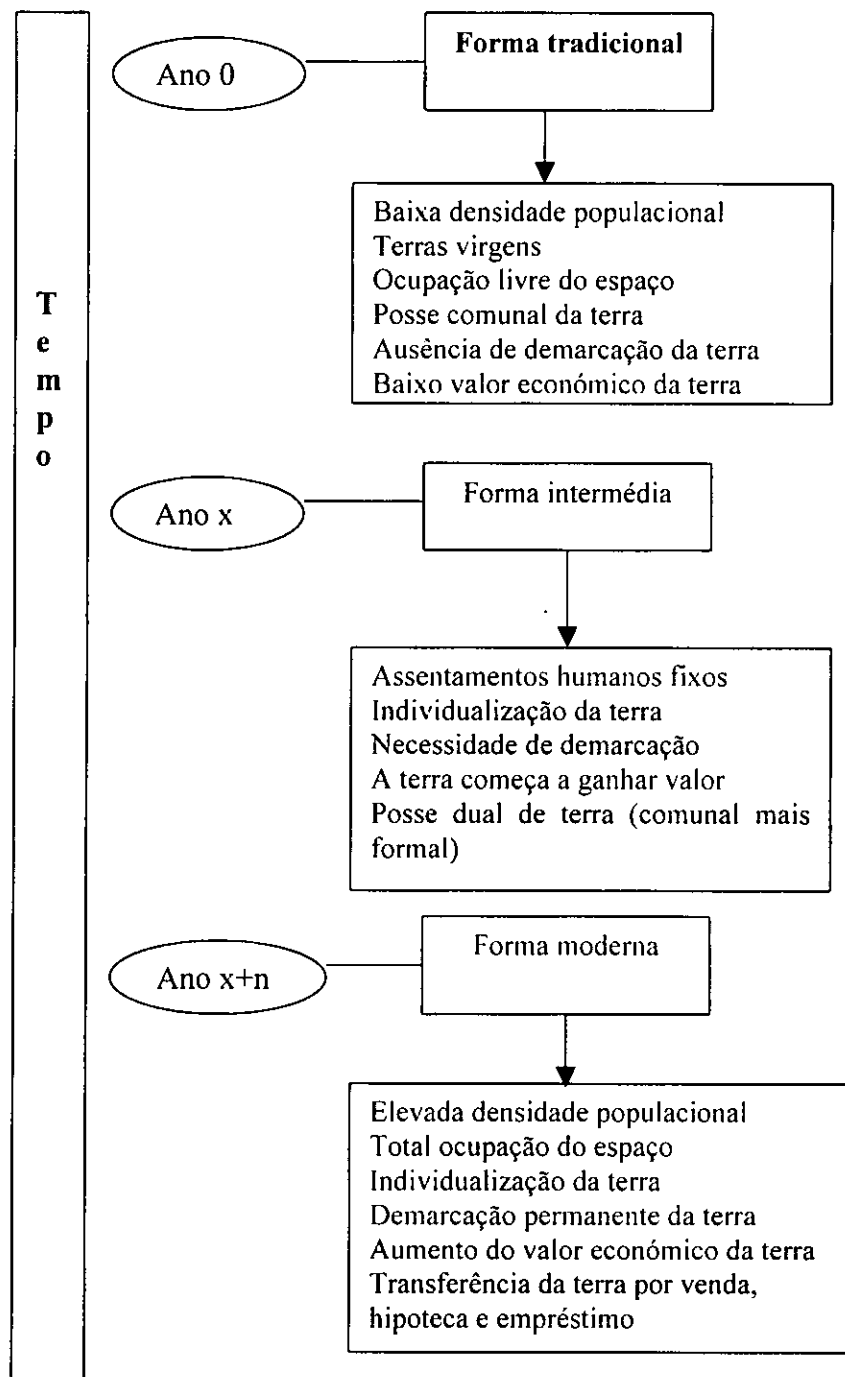 T
e
m
p
o
Ano 0
Forma tradicional
Baixa densidade populacional
Terras virgens
Ocupação livre do espaço
Posse comunal da terra
Ausência de demarcação da terra
Baixo valor económico da terra
Ano x
Forma intermédia
Assentamentos humanos fixos
Individualização da terra
Necessidade de demarcação
A terra começa a ganhar valor
Posse dual de terra (comunal mais
formal)
Ano x+n
Forma moderna
Elevada densidade populacional
Total ocupação do espaço
Individualização da terra
Demarcação permanente da terra
Aumento do valor económico da terra
Transferência da terra por venda,
hipoteca e empréstimo